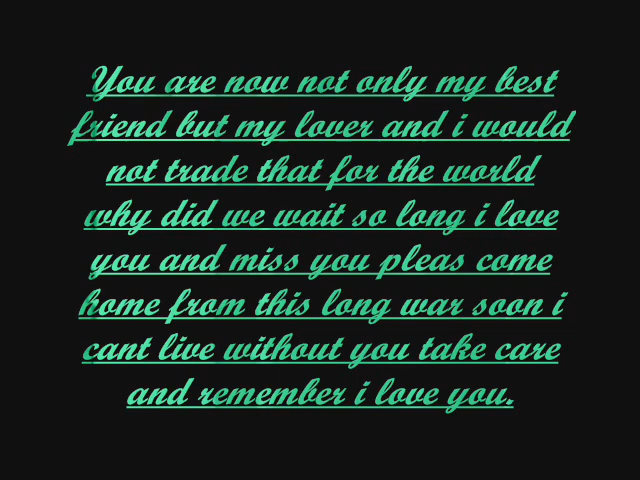 You are now not only my best
friend but my lover and i would
not trade that for the world
why did we wait so long i love
you and miss you pleas come
home from this long war soon i
cant live without you take care
and remember i love you.